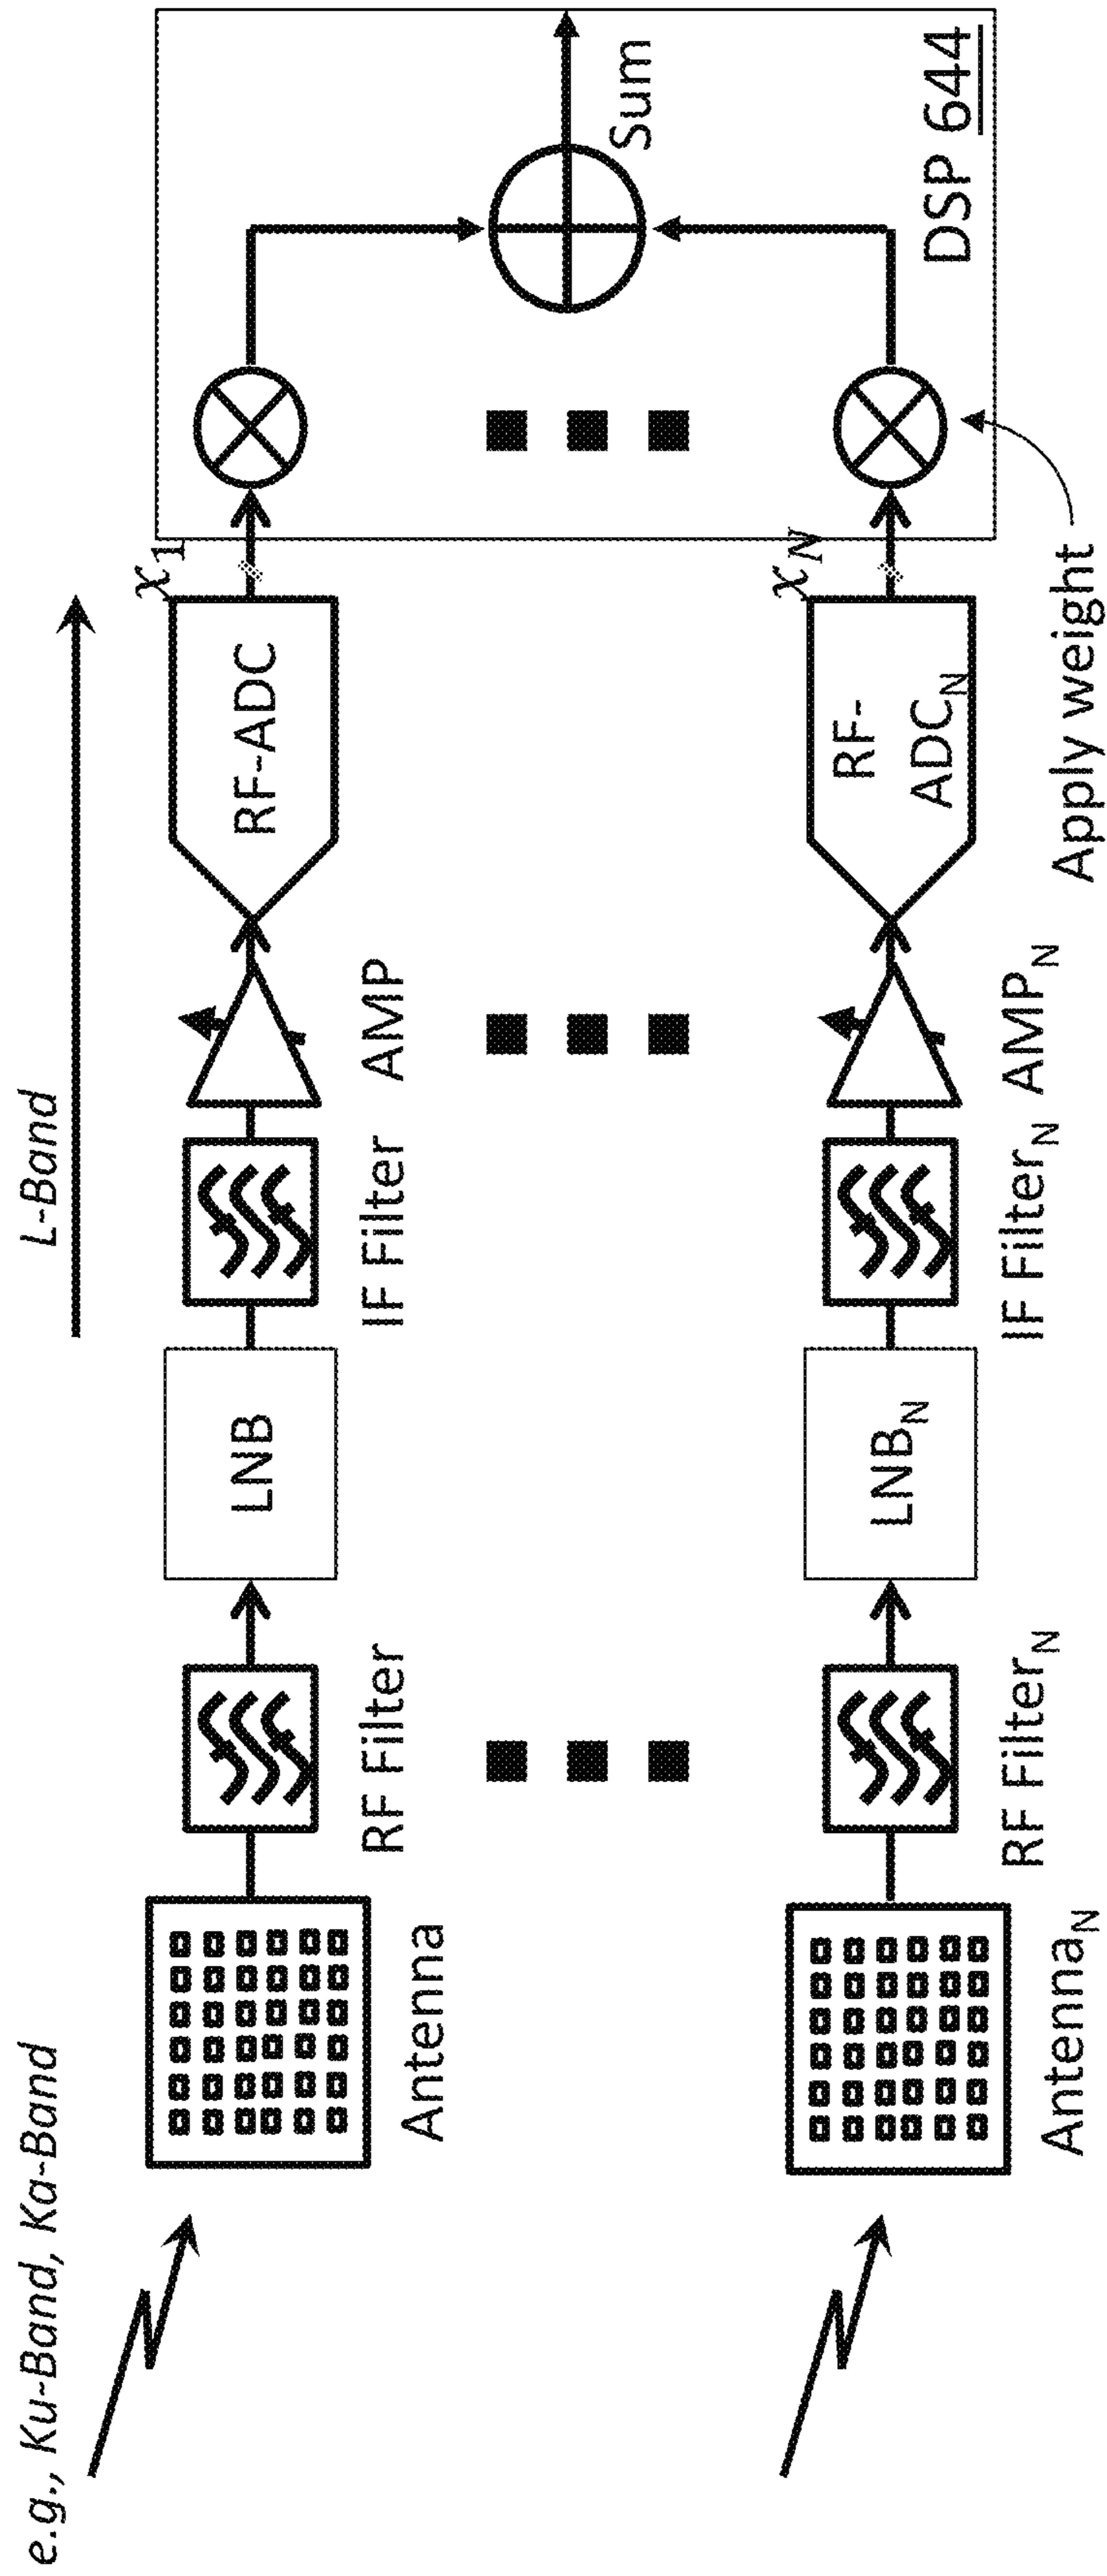 e.g., Ku-Band, Ka-Band
L-Band
x1
RF-ADC
LNB
Antenna
RF Filter
IF Filter
AMP
Sum
xN
RF-
ADCN
LNBN
AntennaN
RF FilterN
IF FilterN
AMPN
Apply weight
DSP 644